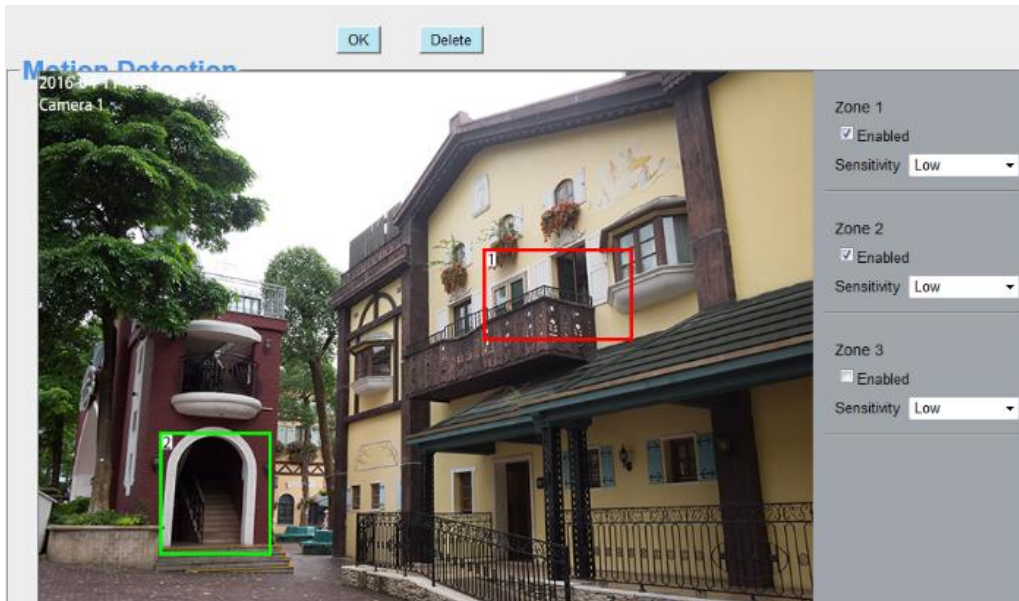 OK
Delete
Motion Detection
2016
Camera 1
1
2
Zone 1
Enabled
Sensitivity Low
Zone 2
Enabled
Sensitivity Low
Zone 3
Enabled
Sensitivity Low